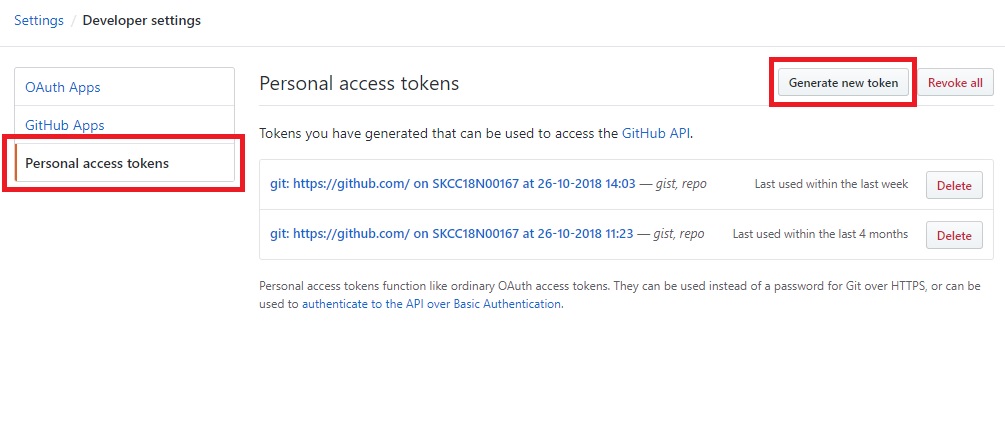 Settings / Developer settings
OAuth Apps
GitHub Apps
Personal access tokens
Personal access tokens
Generate new token
Revoke all
Tokens you have generated that can be used to access the GitHub API.
git: https://github.com/ on SKCC18N00167 at 26-10-2018 14:03 — gist, repo
Last used within the last week
Delete
git: https://github.com/ on SKCC18N00167 at 26-10-2018 11:23 — gist, repo
Last used within the last 4 months
Delete
Personal access tokens function like ordinary OAuth access tokens. They can be used instead of a password for Git over HTTPS, or can be
used to authenticate to the API over Basic Authentication.